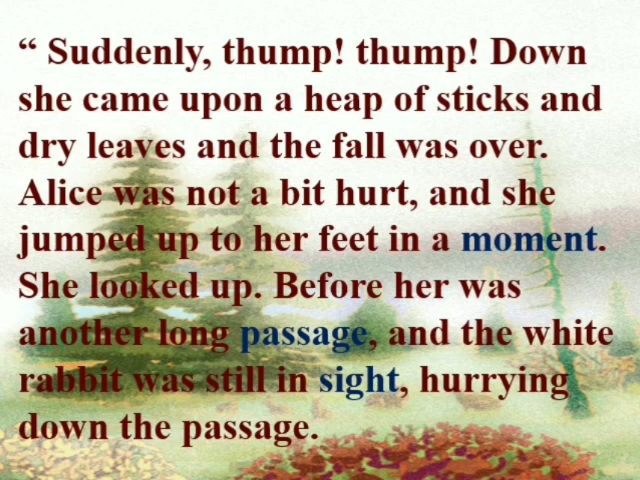 “ Suddenly, thump! thump! Down
she came upon a heap of sticks and
dry leaves and the fall was over.
Alice was not a bit hurt, and she
jumped up to her feet in a moment.
She looked up. Before her was
another long passage, and the white
rabbit was still in sight, hurrying
down the passage.